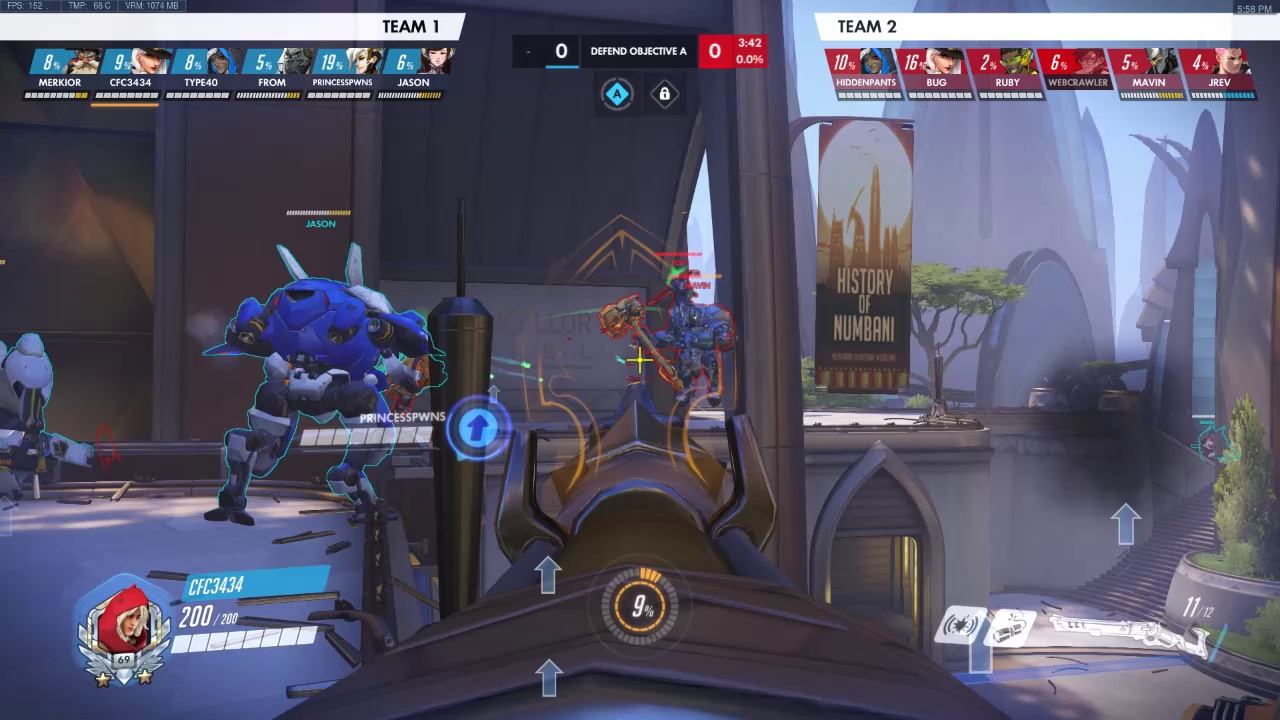 FPS: 152 . TMP: 68 C VRM: 1074 MB
5:58 PM
TEAM 1
- 0 DEFEND OBJECTIVE A 0 3:42
0.0%
TEAM 2
8% 9% 8% 5% 19% 6%
MERKIOR CFC3434 TYPE40 FROM PRINCESSPWNS JASON
10% 16% 2% 6% 5% 4%
HIDDENPANTS BUG RUBY WEBCRAWLER MAVIN JREV
A
JASON
MAVIN
HISTORY
OF
NUMBANI
PRINCESSPWNS
CFC3434
200 / 200
69
9%
11 / 12